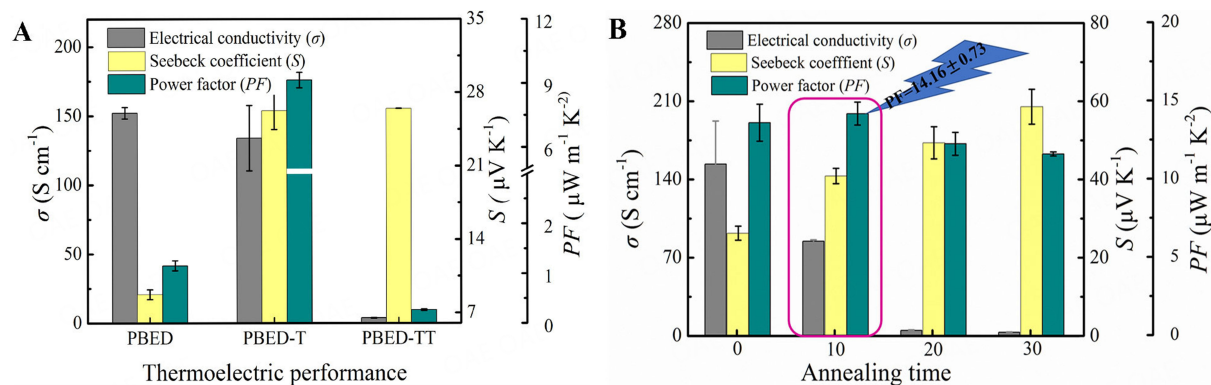 A
Electrical conductivity (σ)
Seebeck coefficient (S)
Power factor (PF)
200
150
100
50
0
σ (S cm⁻¹)
35
28
21
14
7
S (μV K⁻¹)
12
9
6
2
1
0
PF ( μW m⁻¹ K⁻²)
PBED
PBED-T
PBED-TT
Thermoelectric performance
B
Electrical conductivity (σ)
Seebeck coeffient (S)
Power factor (PF)
PF=14.16±0.73
280
210
140
70
0
σ (S cm⁻¹)
80
60
40
20
0
S (μV K⁻¹)
20
15
10
5
0
PF (μW m⁻¹ K⁻²)
0
10
20
30
Annealing time